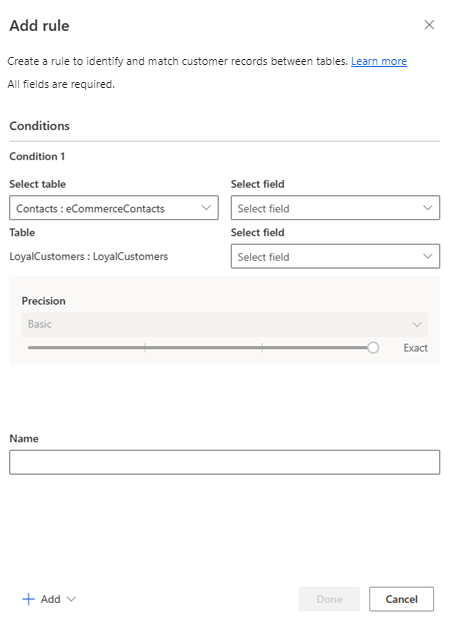 Add rule
Create a rule to identify and match customer records between tables. Learn more
All fields are required.
Conditions
Condition 1
Select table Select field
Contacts : eCommerceContacts Select field
Table Select field
LoyalCustomers : LoyalCustomers Select field
Precision
Basic
Exact
Name
Add Done Cancel